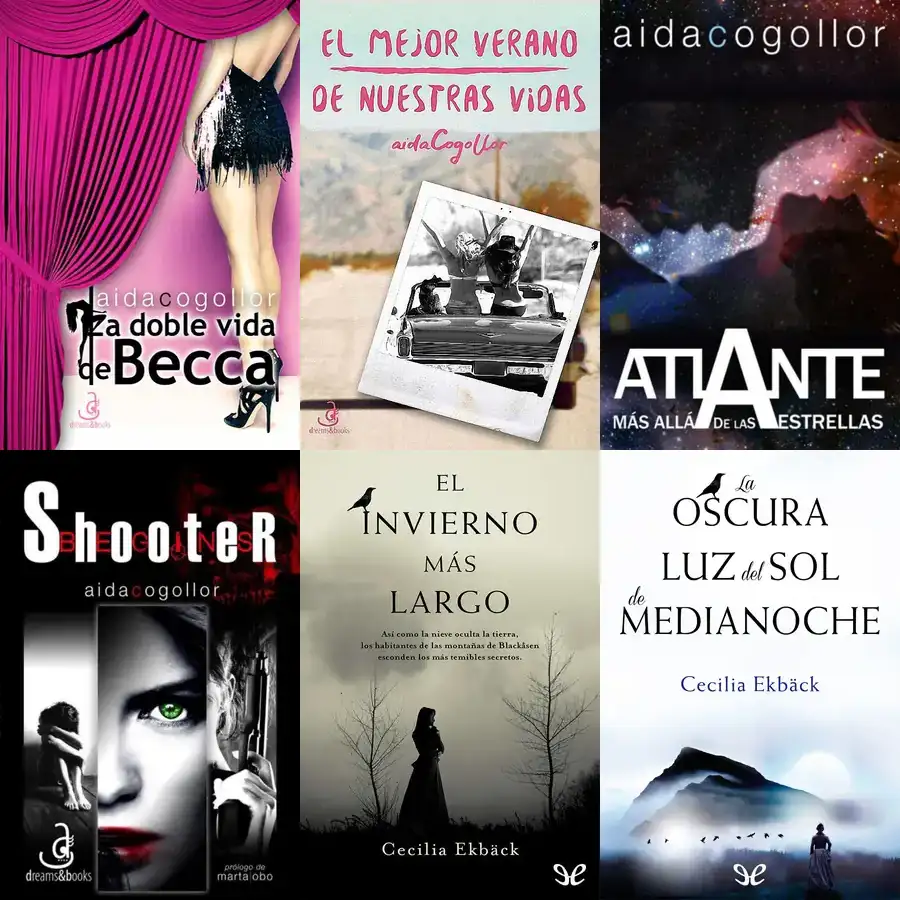 aidacogollor
La doble vida
de Becca
dreams&books
EL MEJOR VERANO
DE NUESTRAS VIDAS
aidaCogollor
dreams&books
aidacogollor
ATLANTE
MÁS ALLÁ DE LAS ESTRELLAS
Shooter
BEGINS
aidacogollor
dreams&books
prólogo de
marta lobo
EL
INVIERNO
MÁS
LARGO
Así como la nieve oculta la tierra,
los habitantes de las montañas de Blackåsen
esconden los más temibles secretos.
Cecilia Ekbäck
La
OSCURA
LUZ del SOL
de
MEDIANOCHE
Cecilia Ekbäck